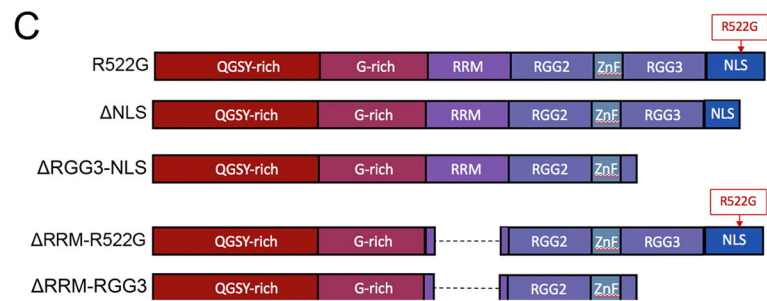 C
R522G
R522G QGSY-rich G-rich RRM RGG2 ZnF RGG3 NLS
ΔNLS QGSY-rich G-rich RRM RGG2 ZnF RGG3 NLS
ΔRGG3-NLS QGSY-rich G-rich RRM RGG2 ZnF
R522G
ΔRRM-R522G QGSY-rich G-rich RGG2 ZnF RGG3 NLS
ΔRRM-RGG3 QGSY-rich G-rich RGG2 ZnF